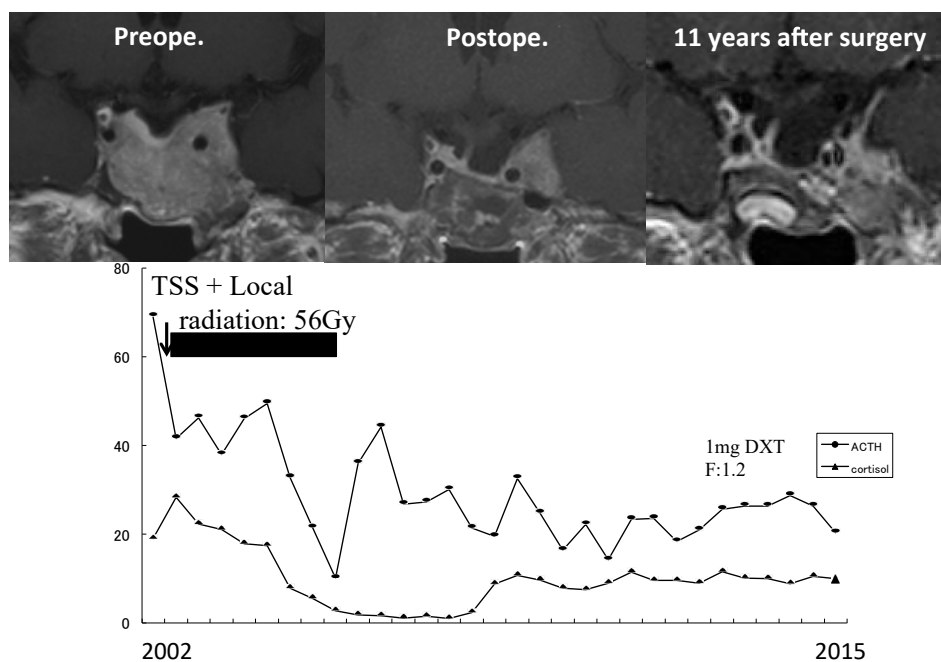 Preope.
Postope.
11 years after surgery
80
TSS + Local
radiation: 56Gy
60
40
1mg DXT
F:1.2
ACTH
cortisol
20
0
2002
2015